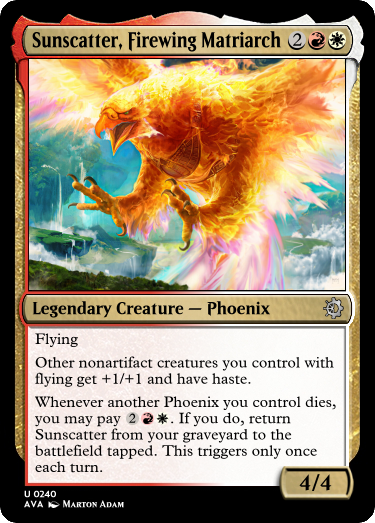 Sunscatter, Firewing Matriarch 2
Legendary Creature — Phoenix
Flying
Other nonartifact creatures you control with
flying get +1/+1 and have haste.
Whenever another Phoenix you control dies,
you may pay 2. If you do, return
Sunscatter from your graveyard to the
battlefield tapped. This triggers only once
each turn.
4/4
U 0240
AVA Marton Adam